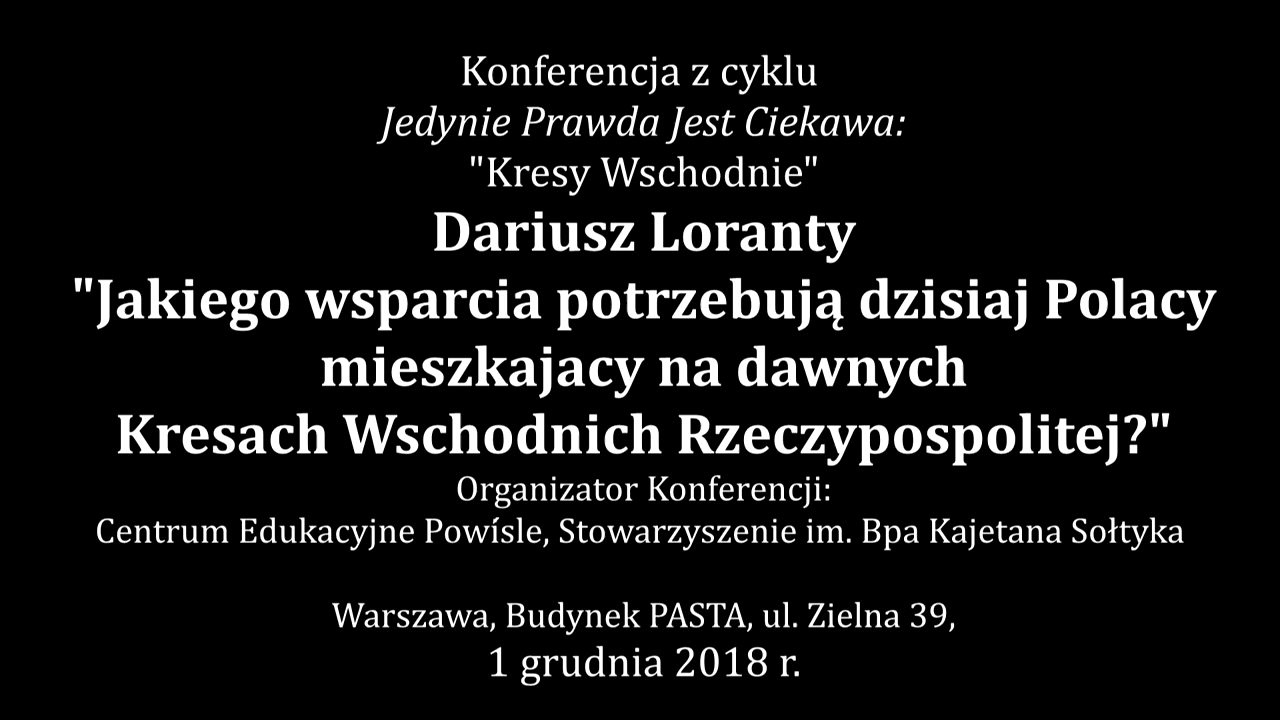 Konferencja z cyklu
Jedynie Prawda Jest Ciekawa:
"Kresy Wschodnie"
Dariusz Loranty
"Jakiego wsparcia potrzebują dzisiaj Polacy
mieszkajacy na dawnych
Kresach Wschodnich Rzeczypospolitej?"
Organizator Konferencji:
Centrum Edukacyjne Powísle, Stowarzyszenie im. Bpa Kajetana Sołtyka
Warszawa, Budynek PASTA, ul. Zielna 39,
1 grudnia 2018 r.